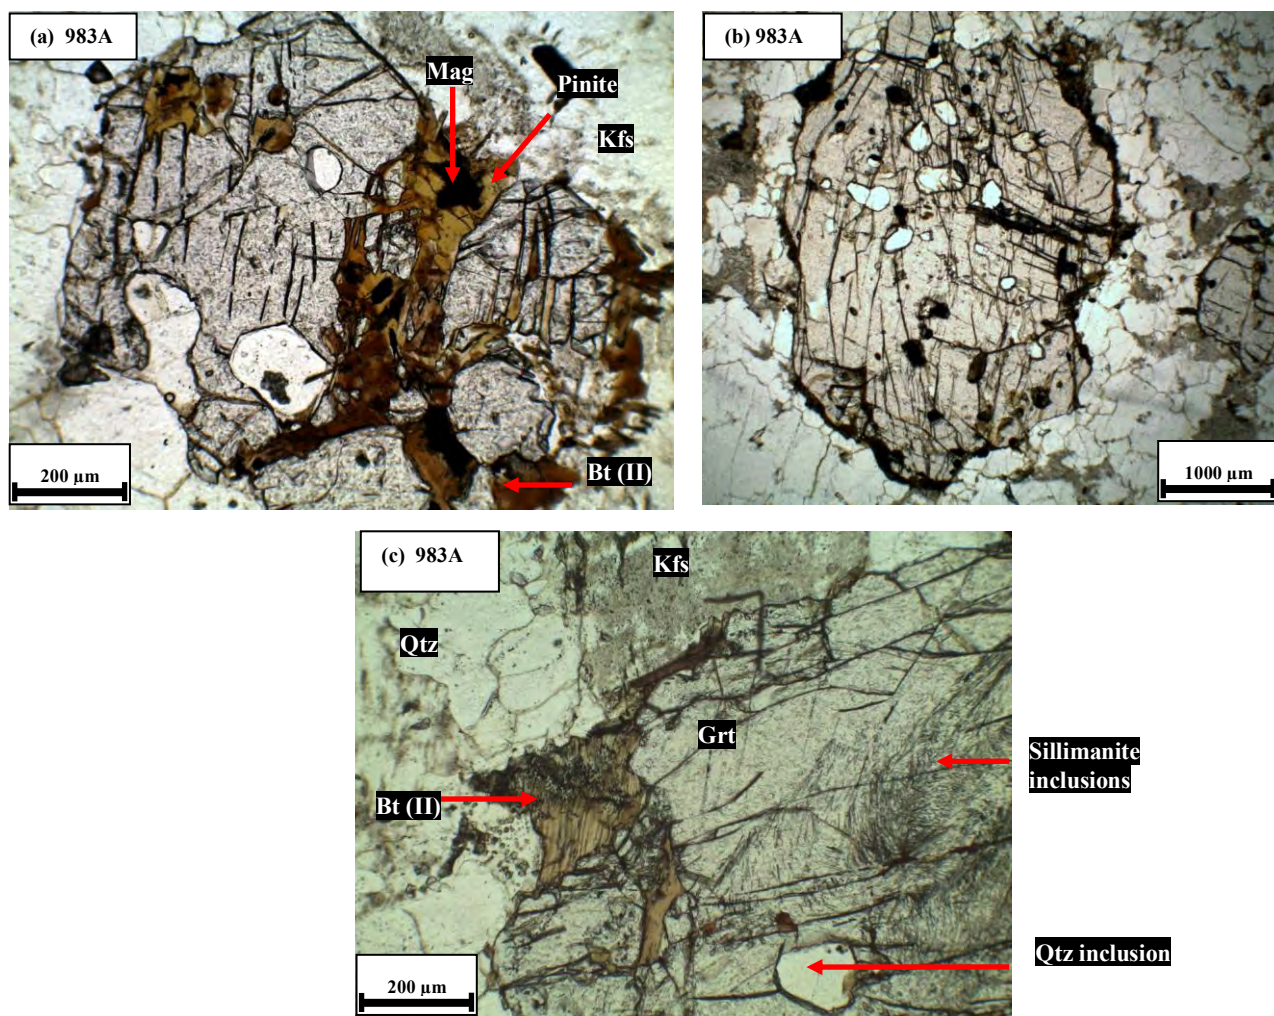 (a) 983A
Mag
Pinite
Kfs
Bt (II)
200 µm
(b) 983A
1000 µm
(c) 983A
Kfs
Qtz
Grt
Sillimanite
inclusions
Bt (II)
Qtz inclusion
200 µm